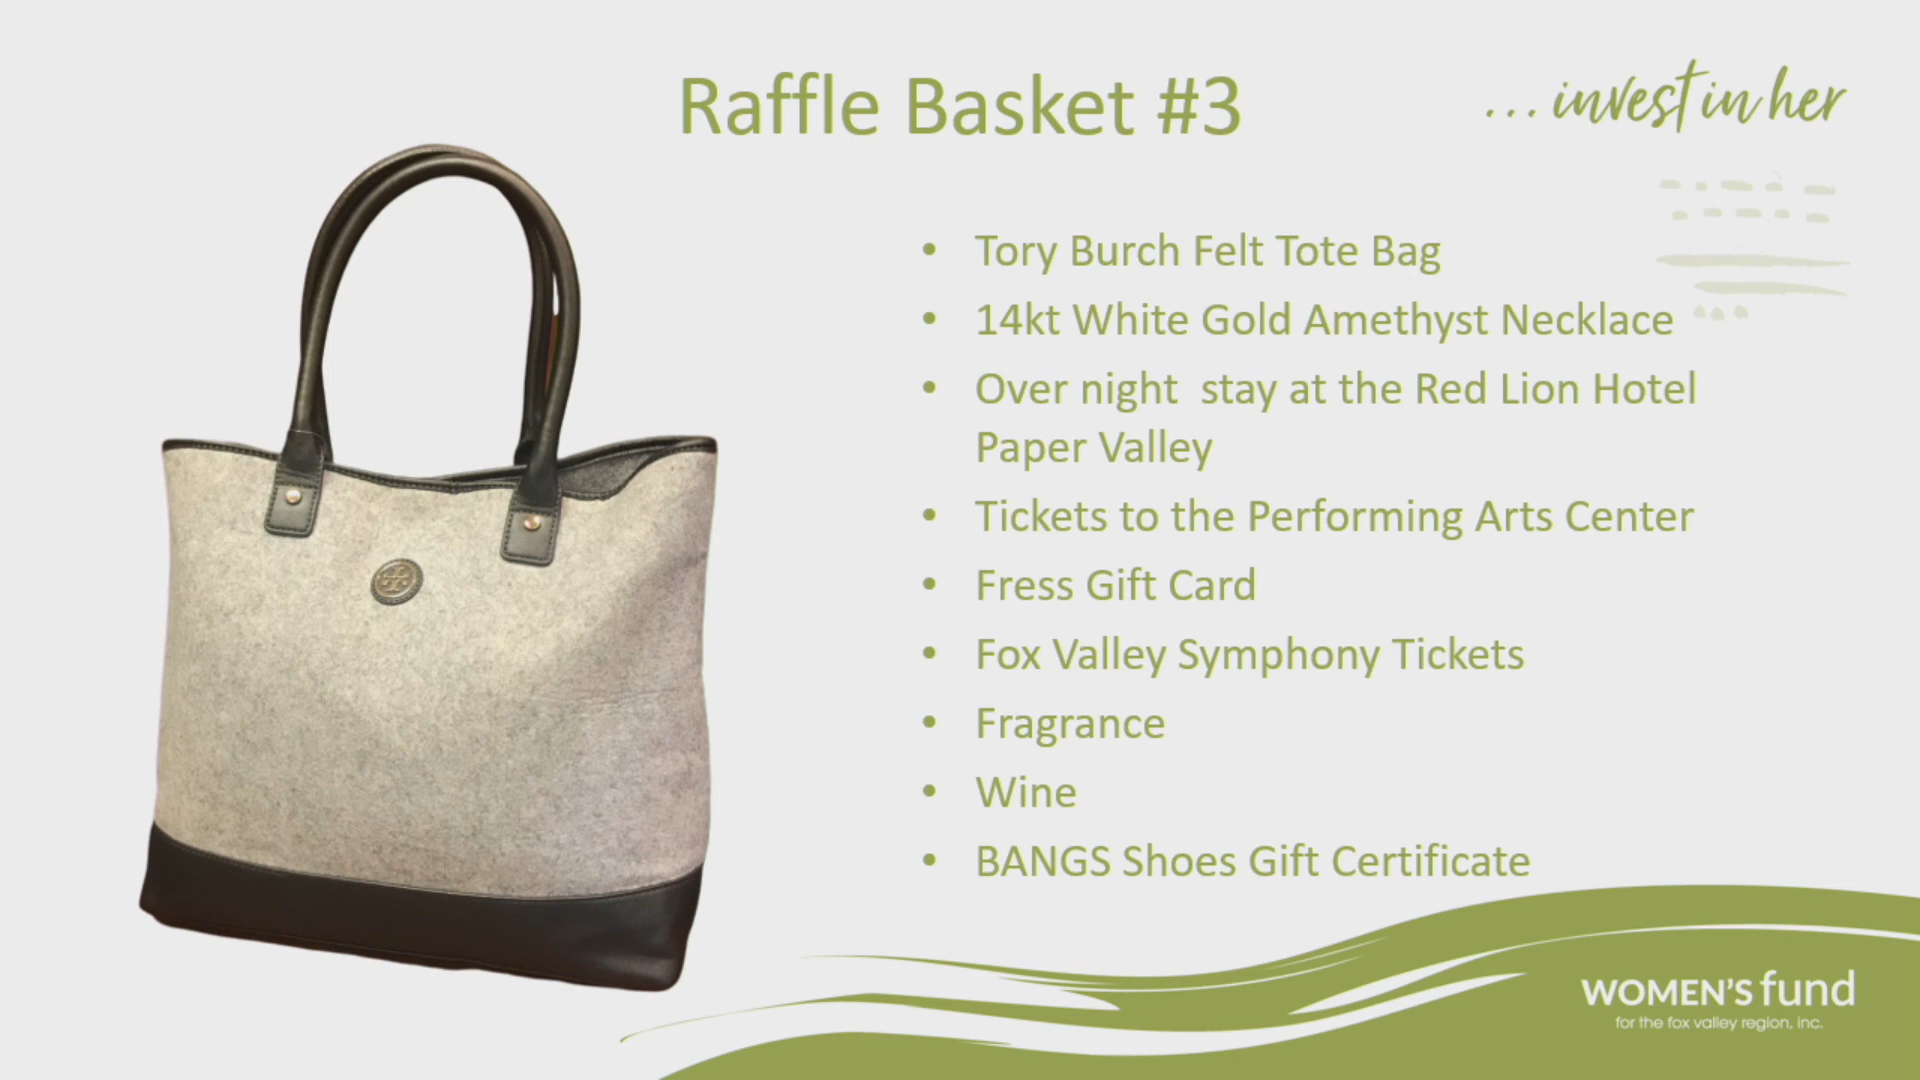 Raffle Basket #3
... invest in her
• Tory Burch Felt Tote Bag
• 14kt White Gold Amethyst Necklace
• Over night  stay at the Red Lion Hotel
Paper Valley
• Tickets to the Performing Arts Center
• Fress Gift Card
• Fox Valley Symphony Tickets
• Fragrance
• Wine
• BANGS Shoes Gift Certificate
WOMEN'S fund
for the fox valley region, inc.